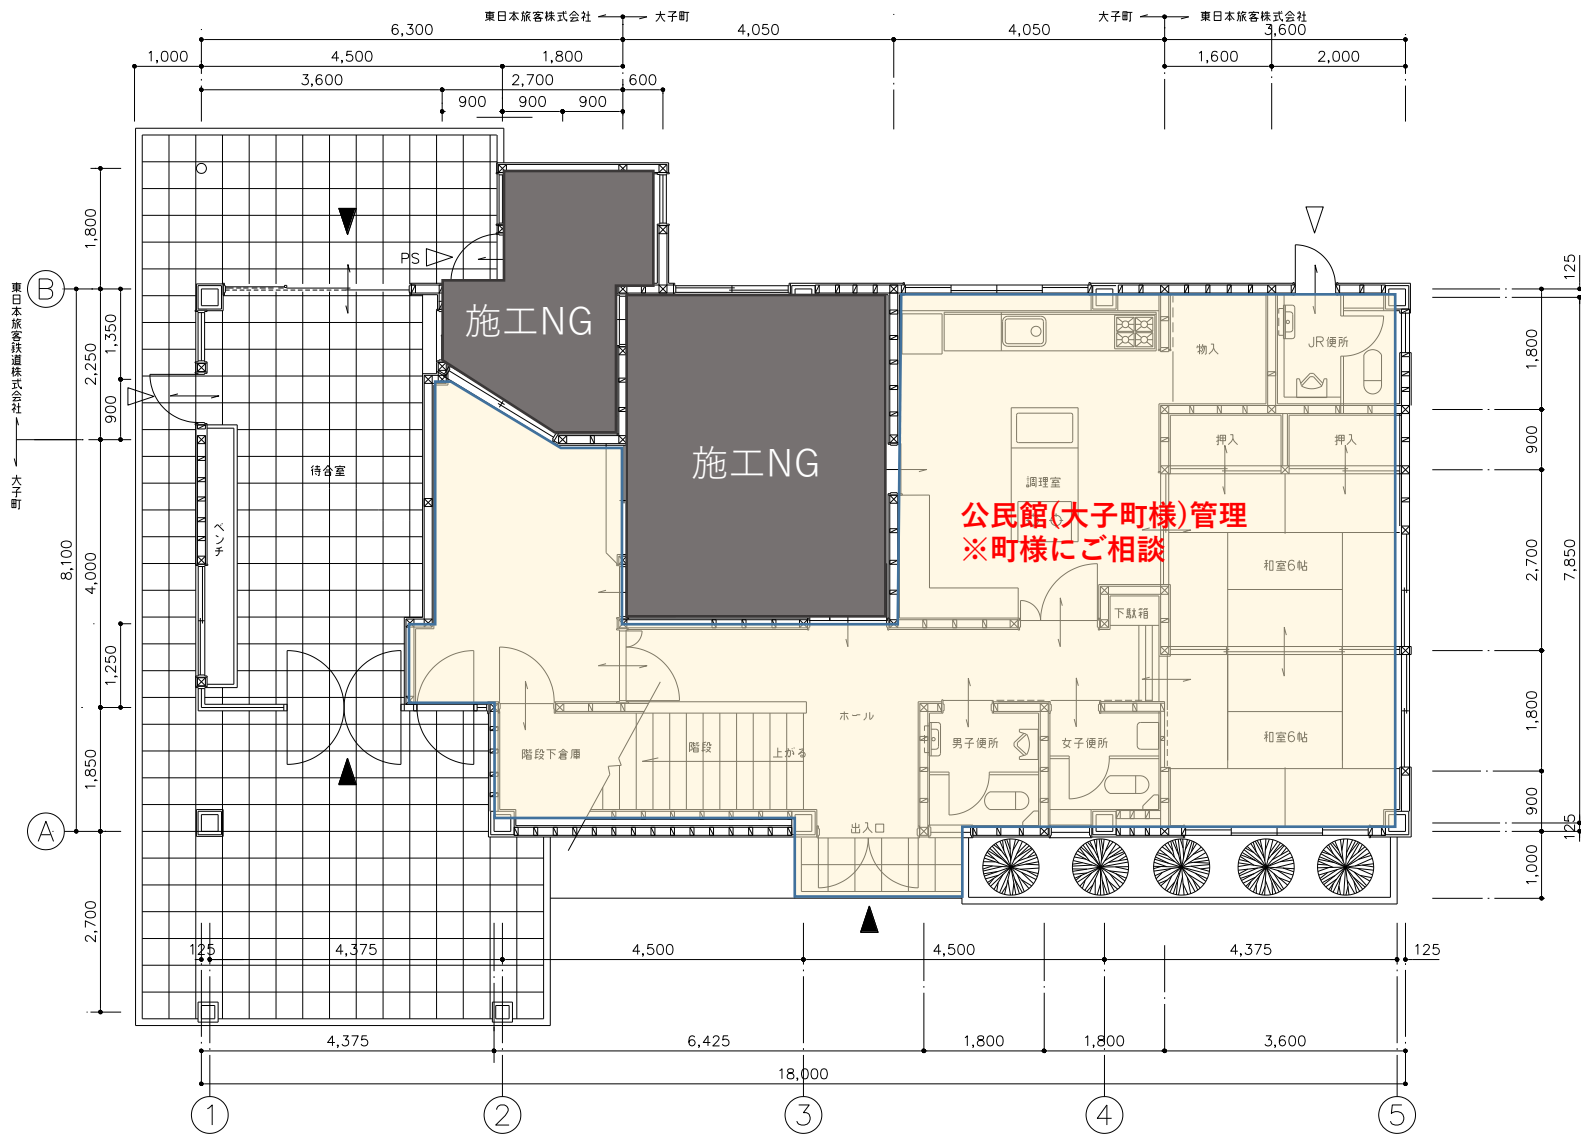 東日本旅客株式会社
大子町
大子町
東日本旅客株式会社
6,300
4,050
4,050
3,600
1,000
4,500
1,800
1,600
2,000
3,600
2,700
600
900
900
900
1,800
B
東日本旅客鉄道株式会社
大子町
2,250
1,350
900
8,100
4,000
1,250
1,850
A
2,700
PS
施工NG
施工NG
待合室
ベンチ
物入
JR便所
押入
押入
調理室
公民館(大子町様)管理
※町様にご相談
和室6帖
下駄箱
ホール
階段下倉庫
階段
上がる
男子便所
女子便所
和室6帖
出入口
125
1,800
900
2,700
7,850
1,800
900
125
1,000
125
4,375
4,500
4,500
4,375
125
4,375
6,425
1,800
1,800
3,600
18,000
1
2
3
4
5